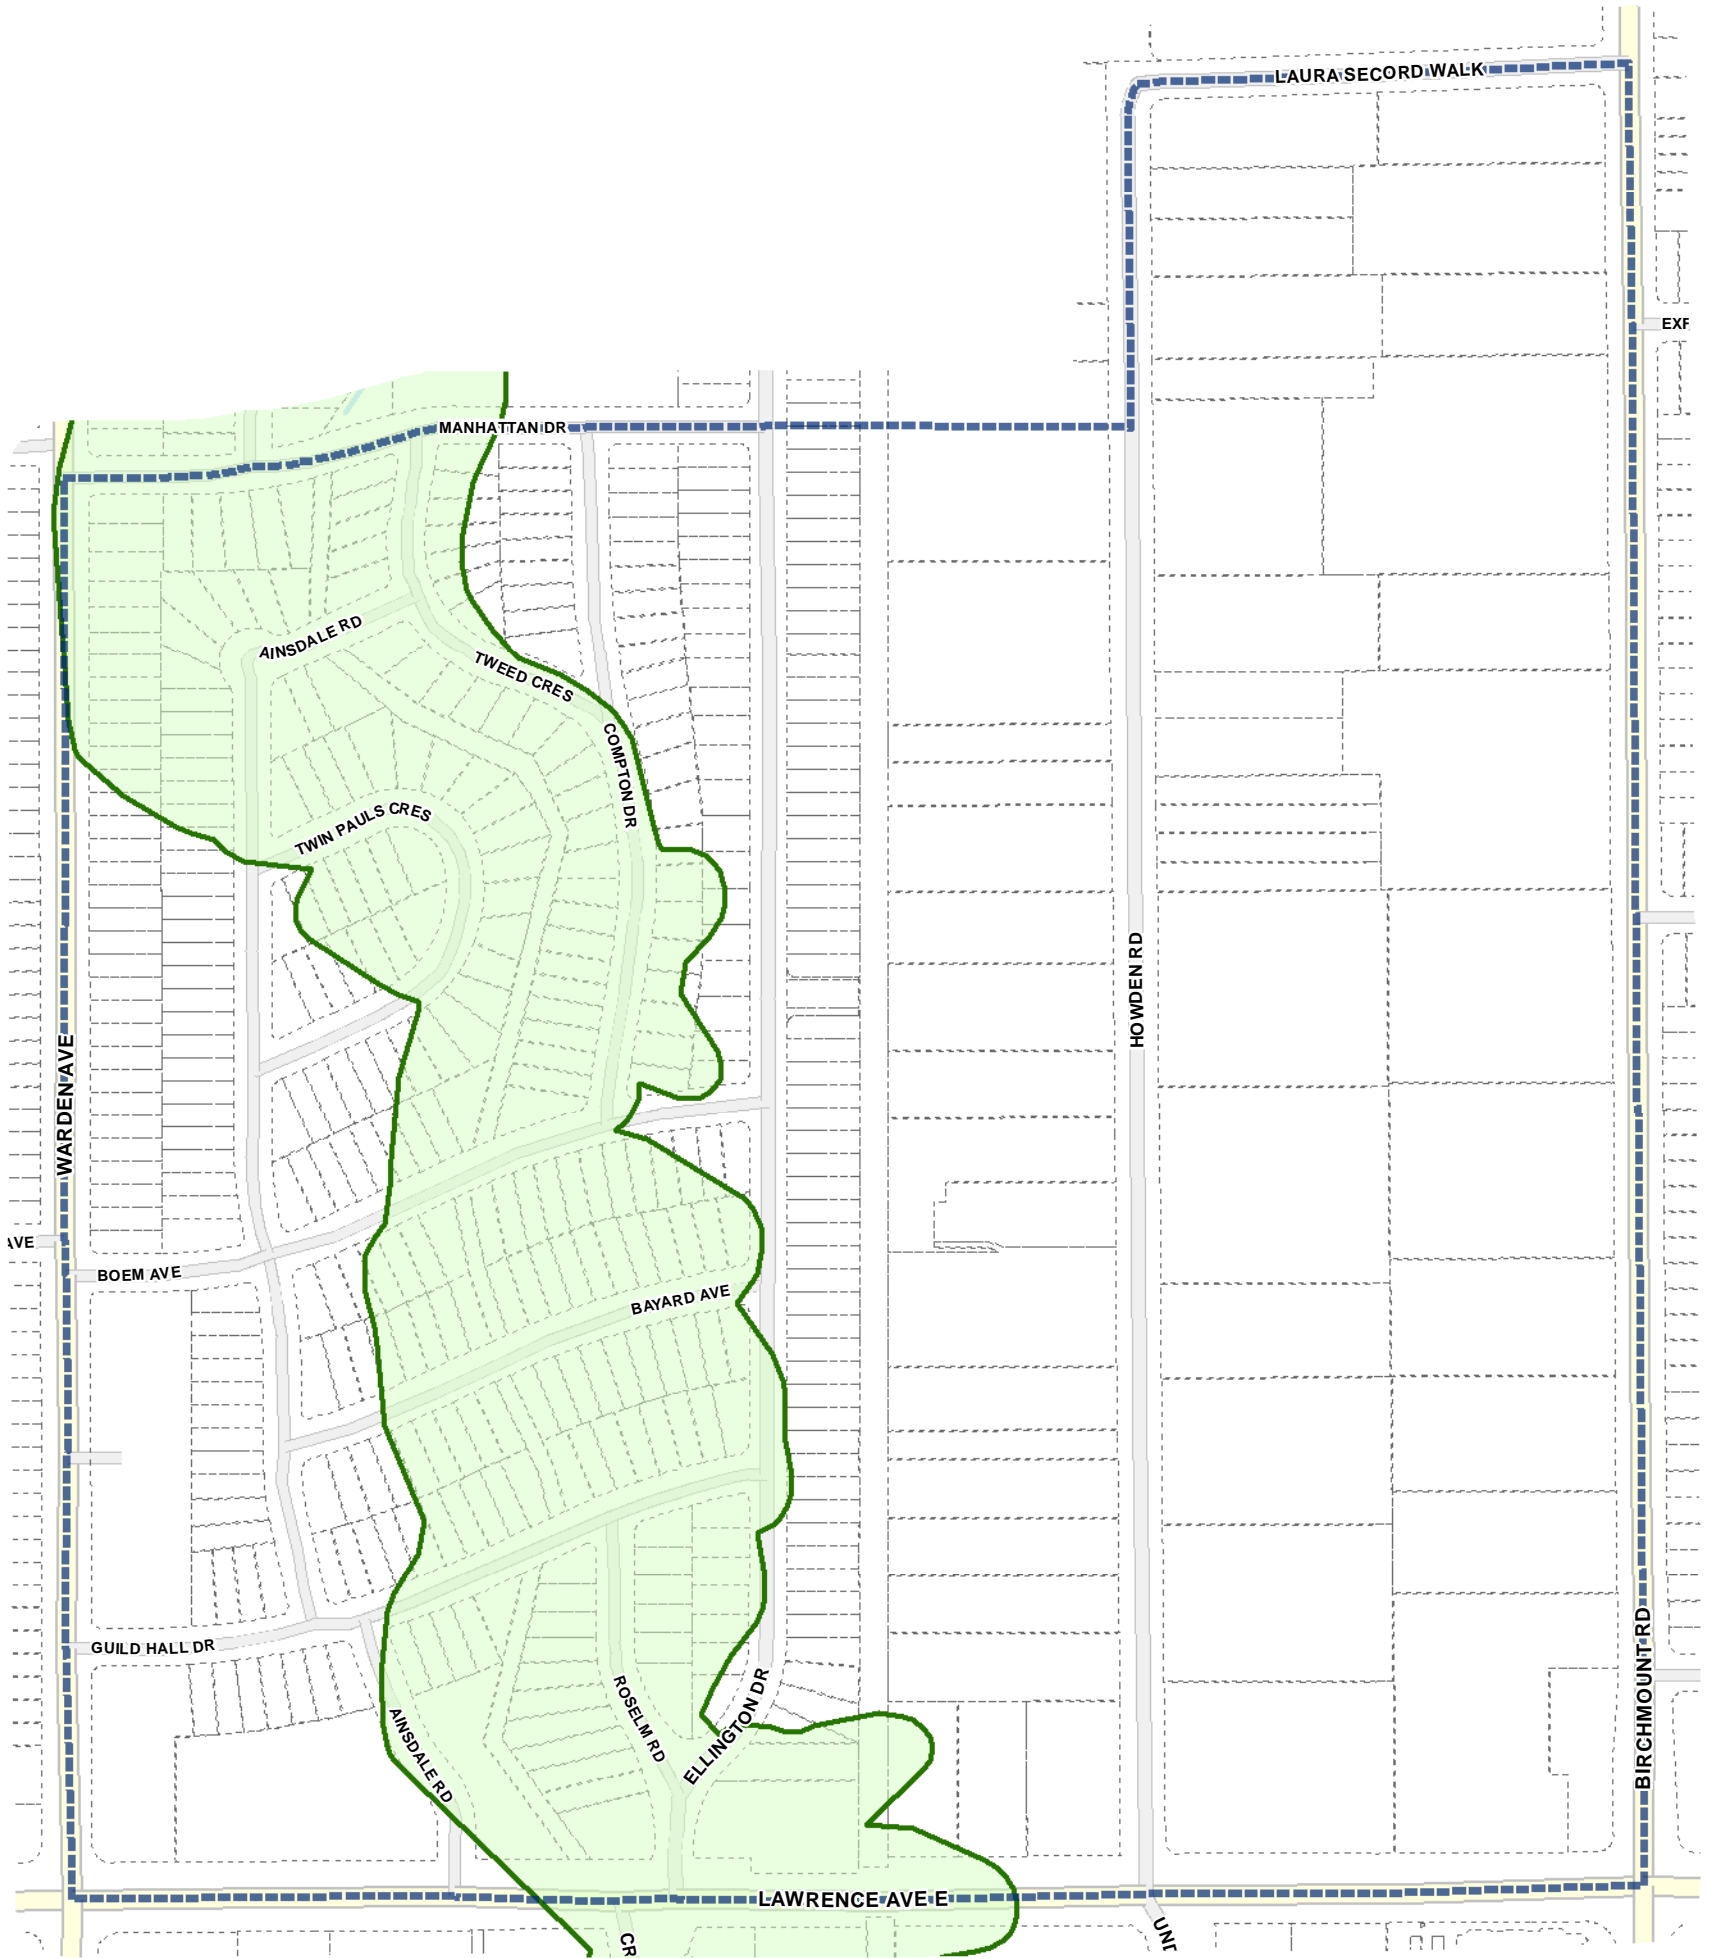 LAURA SECORD WALK
EXF
MANHATTAN DR
AINSDALE RD
TWEED CRES
COMPTON DR
TWIN PAULS CRES
HOWDEN RD
WARDEN AVE
AVE
BOEM AVE
BAYARD AVE
GUILD HALL DR
BIRCHMOUNT RD
ROSELM RD
ELLINGTON DR
AINSDALE RD
LAWRENCE AVE E
CR
UNI